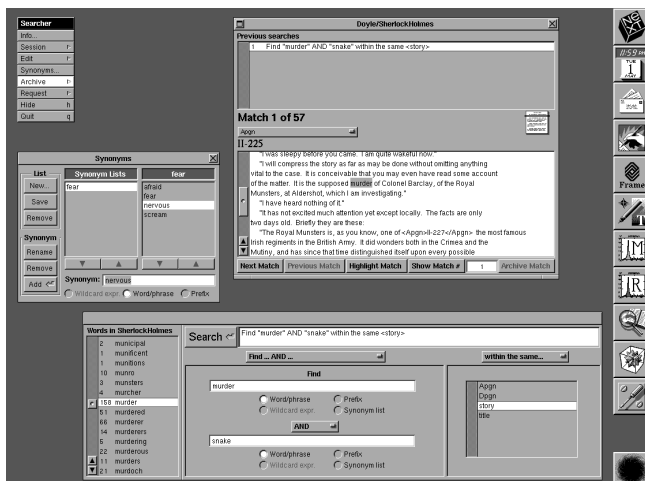 Searcher
Info...
Session
Edit
Synonyms...
Archive
Request
Hide h
Quit q
Doyle/SherlockHolmes
Previous searches
1 Find "murder" AND "snake" within the same <story>
Match 1 of 57
Apgn
II-225
"I was sleepy before you came. I am quite wakeful now."
"I will compress the story as far as may be done without omitting anything
vital to the case. It is conceivable that you may even have read some account
of the matter. It is the supposed murder of Colonel Barclay, of the Royal
Munsters, at Aldershot, which I am investigating."
"I have heard nothing of it."
"It has not excited much attention yet except locally. The facts are only
two days old. Briefly they are these:
"The Royal Munsters is, as you know, one of <Apgn>II-227</Apgn> the most famous
Irish regiments in the British Army. It did wonders both in the Crimea and the
Mutiny, and has since that time distinguished itself upon every possible
Next Match Previous Match Highlight Match Show Match # 1 Archive Match
Synonyms
List
New...
Save
Remove
Synonym
Rename
Remove
Add
Synonym Lists
fear
fear
afraid
fear
nervous
scream
Synonym: nervous
Wildcard expr. Word/phrase Prefix
Words in SherlockHolmes
2 municipal
1 munificent
1 munitions
10 munro
3 munsters
4 murcher
158 murder
51 murdered
66 murderer
14 murderers
5 murdering
22 murderous
11 murders
21 murdoch
Search Find "murder" AND "snake" within the same <story>
Find ... AND ...
within the same...
Find
murder
Word/phrase Prefix
Wildcard expr. Synonym list
AND
snake
Word/phrase Prefix
Wildcard expr. Synonym list
Apgn
Dpgn
story
title
NeXT
11:59
TUE
1
MAY
Frame
T
M
R